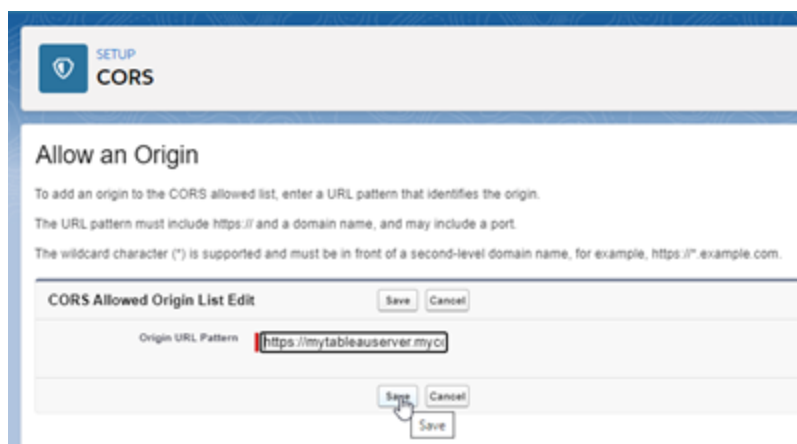 SETUP
CORS
Allow an Origin
To add an origin to the CORS allowed list, enter a URL pattern that identifies the origin.
The URL pattern must include https:// and a domain name, and may include a port.
The wildcard character (*) is supported and must be in front of a second-level domain name, for example, https://*.example.com.
CORS Allowed Origin List Edit Save Cancel
Origin URL Pattern https://mytableauserver.myco
Save Cancel
Save